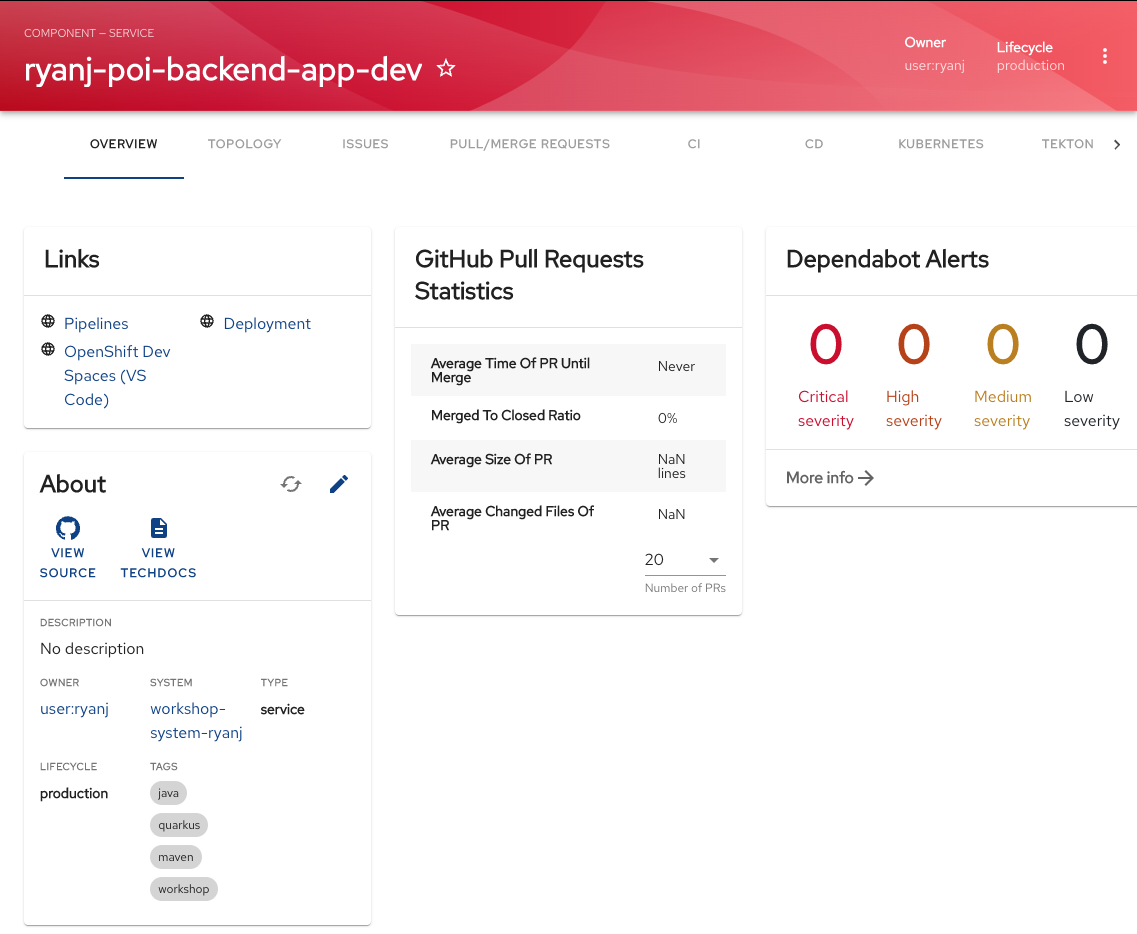 COMPONENT — SERVICE
ryanj-poi-backend-app-dev
Owner
user:ryanj
Lifecycle
production
OVERVIEW
TOPOLOGY
ISSUES
PULL/MERGE REQUESTS
CI
CD
KUBERNETES
TEKTON
Links
Pipelines
Deployment
OpenShift Dev
Spaces (VS
Code)
About
VIEW
SOURCE
VIEW
TECHDOCS
DESCRIPTION
No description
OWNER
user:ryanj
SYSTEM
workshop-
system-ryanj
TYPE
service
LIFECYCLE
production
TAGS
java
quarkus
maven
workshop
GitHub Pull Requests
Statistics
Average Time Of PR Until
Merge
Never
Merged To Closed Ratio
0%
Average Size Of PR
NaN
lines
Average Changed Files Of
PR
NaN
20
Number of PRs
Dependabot Alerts
0
Critical
severity
0
High
severity
0
Medium
severity
0
Low
severity
More info